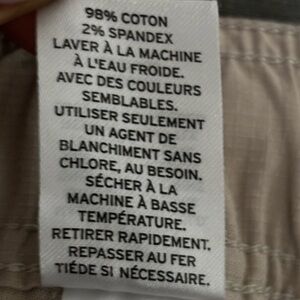 98% COTON
2% SPANDEX
LAVER À LA MACHINE
À L'EAU FROIDE.
AVEC DES COULEURS
SEMBLABLES.
UTILISER SEULEMENT
UN AGENT DE
BLANCHIMENT SANS
CHLORE, AU BESOIN.
SÉCHER À LA
MACHINE À BASSE
TEMPÉRATURE.
RETIRER RAPIDEMENT.
REPASSER AU FER
TIÉDE SI NÉCESSAIRE.